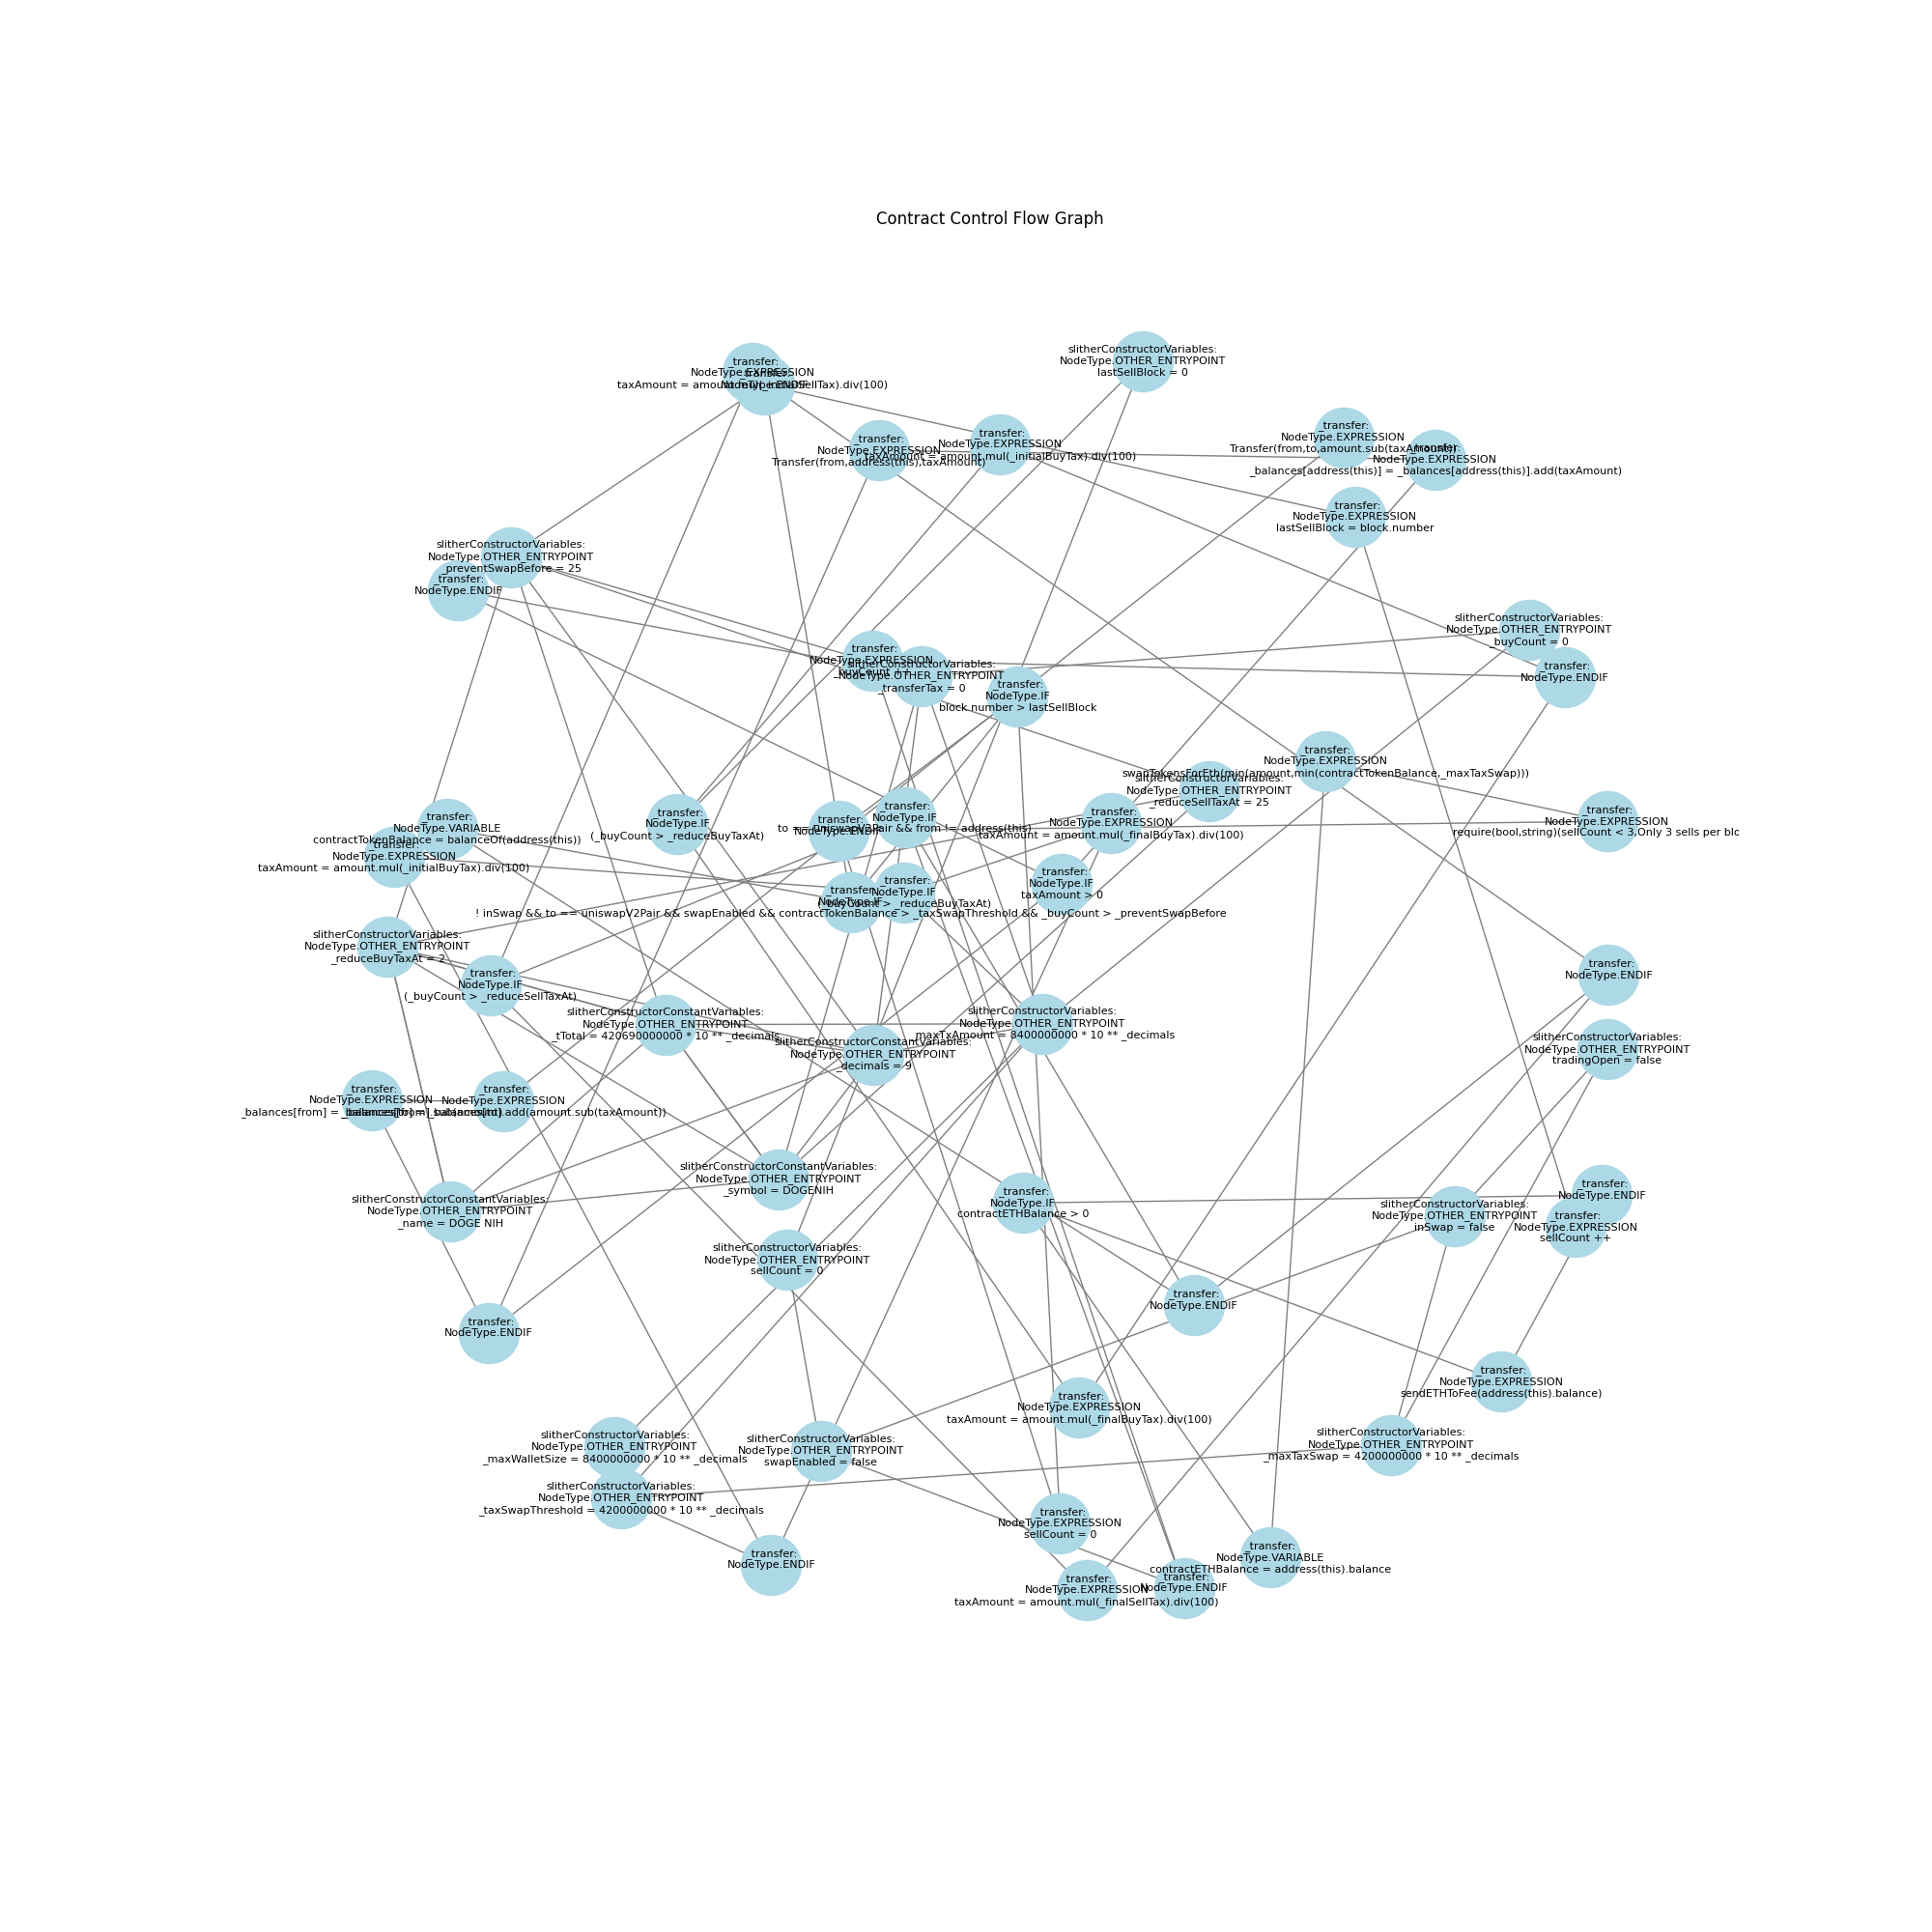 Contract Control Flow Graph
slitherConstructorVariables:
NodeType.OTHER_ENTRYPOINT
lastSellBlock = 0
_transfer:
NodeType.EXPRESSION
taxAmount = amount.mul(_initialSellTax).div(100)
_transfer:
NodeType.ENDIF
_transfer:
NodeType.EXPRESSION
Transfer(from,to,amount.sub(taxAmount))
_transfer:
NodeType.EXPRESSION
Transfer(from,address(this),taxAmount)
_transfer:
NodeType.EXPRESSION
taxAmount = amount.mul(_initialBuyTax).div(100)
_transfer:
NodeType.EXPRESSION
_balances[address(this)] = _balances[address(this)].add(taxAmount)
_transfer:
NodeType.EXPRESSION
lastSellBlock = block.number
slitherConstructorVariables:
NodeType.OTHER_ENTRYPOINT
_preventSwapBefore = 25
_transfer:
NodeType.ENDIF
slitherConstructorVariables:
NodeType.OTHER_ENTRYPOINT
_buyCount = 0
_transfer:
NodeType.ENDIF
_transfer:
NodeType.EXPRESSION
_buyCount ++
slitherConstructorVariables:
NodeType.OTHER_ENTRYPOINT
_transferTax = 0
_transfer:
NodeType.IF
block.number > lastSellBlock
_transfer:
NodeType.EXPRESSION
swapTokensForEth(min(amount,min(contractTokenBalance,_maxTaxSwap)))
slitherConstructorVariables:
NodeType.OTHER_ENTRYPOINT
_reduceSellTaxAt = 25
_transfer:
NodeType.VARIABLE
contractTokenBalance = balanceOf(address(this))
_transfer:
NodeType.EXPRESSION
taxAmount = amount.mul(_initialBuyTax).div(100)
_transfer:
NodeType.IF
(_buyCount > _reduceBuyTaxAt)
_transfer:
NodeType.ENDIF
_transfer:
NodeType.IF
to == uniswapV2Pair && from != address(this)
_transfer:
NodeType.EXPRESSION
taxAmount = amount.mul(_finalBuyTax).div(100)
_transfer:
NodeType.EXPRESSION
require(bool,string)(sellCount < 3,Only 3 sells per blo
_transfer:
NodeType.IF
taxAmount > 0
_transfer:
NodeType.IF
(_buyCount > _reduceBuyTaxAt)
_transfer:
NodeType.IF
! inSwap && to == uniswapV2Pair && swapEnabled && contractTokenBalance > _taxSwapThreshold && _buyCount > _preventSwapBefore
slitherConstructorVariables:
NodeType.OTHER_ENTRYPOINT
_reduceBuyTaxAt = 2
_transfer:
NodeType.IF
(_buyCount > _reduceSellTaxAt)
_transfer:
NodeType.ENDIF
slitherConstructorConstantVariables:
NodeType.OTHER_ENTRYPOINT
_tTotal = 420690000000 * 10 ** _decimals
slitherConstructorConstantVariables:
NodeType.OTHER_ENTRYPOINT
_decimals = 9
slitherConstructorVariables:
NodeType.OTHER_ENTRYPOINT
_maxTxAmount = 8400000000 * 10 ** _decimals
slitherConstructorVariables:
NodeType.OTHER_ENTRYPOINT
tradingOpen = false
_transfer:
NodeType.EXPRESSION
_balances[from] = _balances[from].sub(amount)
_transfer:
NodeType.EXPRESSION
_balances[to] = _balances[to].add(amount.sub(taxAmount))
slitherConstructorConstantVariables:
NodeType.OTHER_ENTRYPOINT
_symbol = DOGENIH
slitherConstructorConstantVariables:
NodeType.OTHER_ENTRYPOINT
_name = DOGE NIH
_transfer:
NodeType.IF
contractETHBalance > 0
_transfer:
NodeType.ENDIF
slitherConstructorVariables:
NodeType.OTHER_ENTRYPOINT
inSwap = false
_transfer:
NodeType.EXPRESSION
sellCount ++
slitherConstructorVariables:
NodeType.OTHER_ENTRYPOINT
sellCount = 0
_transfer:
NodeType.ENDIF
_transfer:
NodeType.ENDIF
_transfer:
NodeType.EXPRESSION
sendETHToFee(address(this).balance)
_transfer:
NodeType.EXPRESSION
taxAmount = amount.mul(_finalBuyTax).div(100)
slitherConstructorVariables:
NodeType.OTHER_ENTRYPOINT
_maxWalletSize = 8400000000 * 10 ** _decimals
slitherConstructorVariables:
NodeType.OTHER_ENTRYPOINT
swapEnabled = false
slitherConstructorVariables:
NodeType.OTHER_ENTRYPOINT
_maxTaxSwap = 4200000000 * 10 ** _decimals
slitherConstructorVariables:
NodeType.OTHER_ENTRYPOINT
_taxSwapThreshold = 4200000000 * 10 ** _decimals
_transfer:
NodeType.EXPRESSION
sellCount = 0
_transfer:
NodeType.ENDIF
_transfer:
NodeType.VARIABLE
contractETHBalance = address(this).balance
_transfer:
NodeType.EXPRESSION
taxAmount = amount.mul(_finalSellTax).div(100)
_transfer:
NodeType.ENDIF